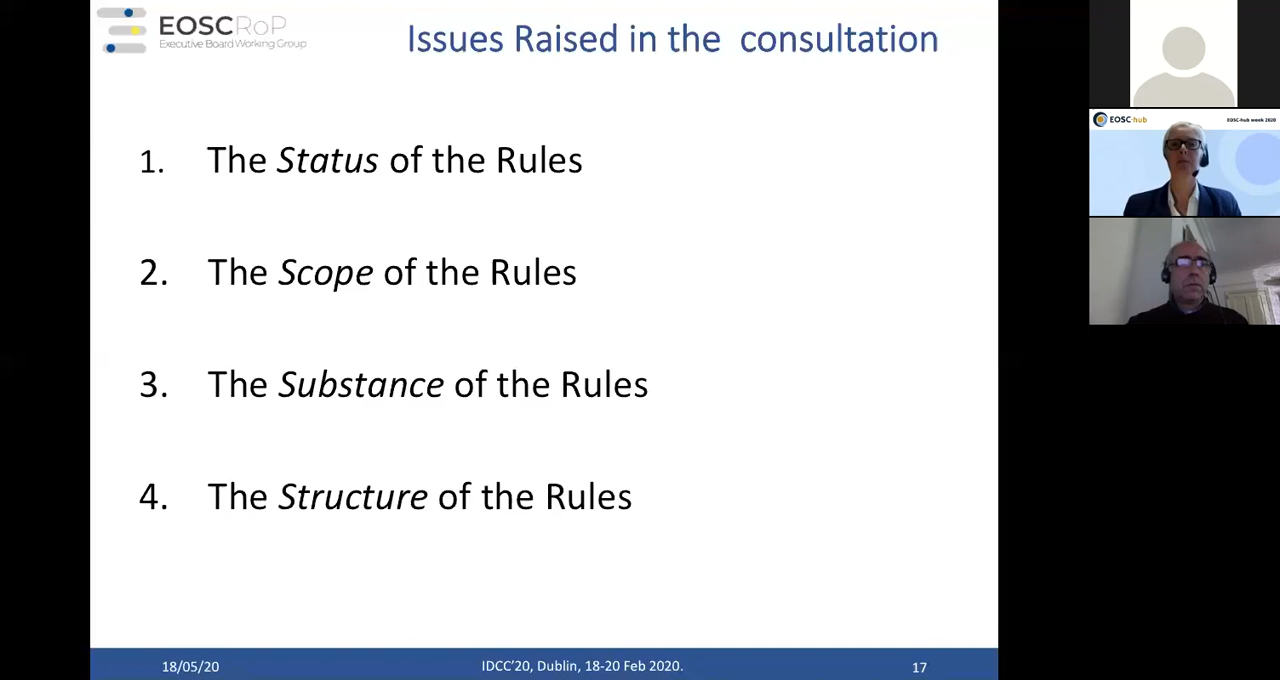 EOSCRoP
Executive Board Working Group
Issues Raised in the consultation
1. The Status of the Rules
2. The Scope of the Rules
3. The Substance of the Rules
4. The Structure of the Rules
18/05/20
IDCC'20, Dublin, 18-20 Feb 2020.
17
EOSC-hub
EOSC-hub week 2020